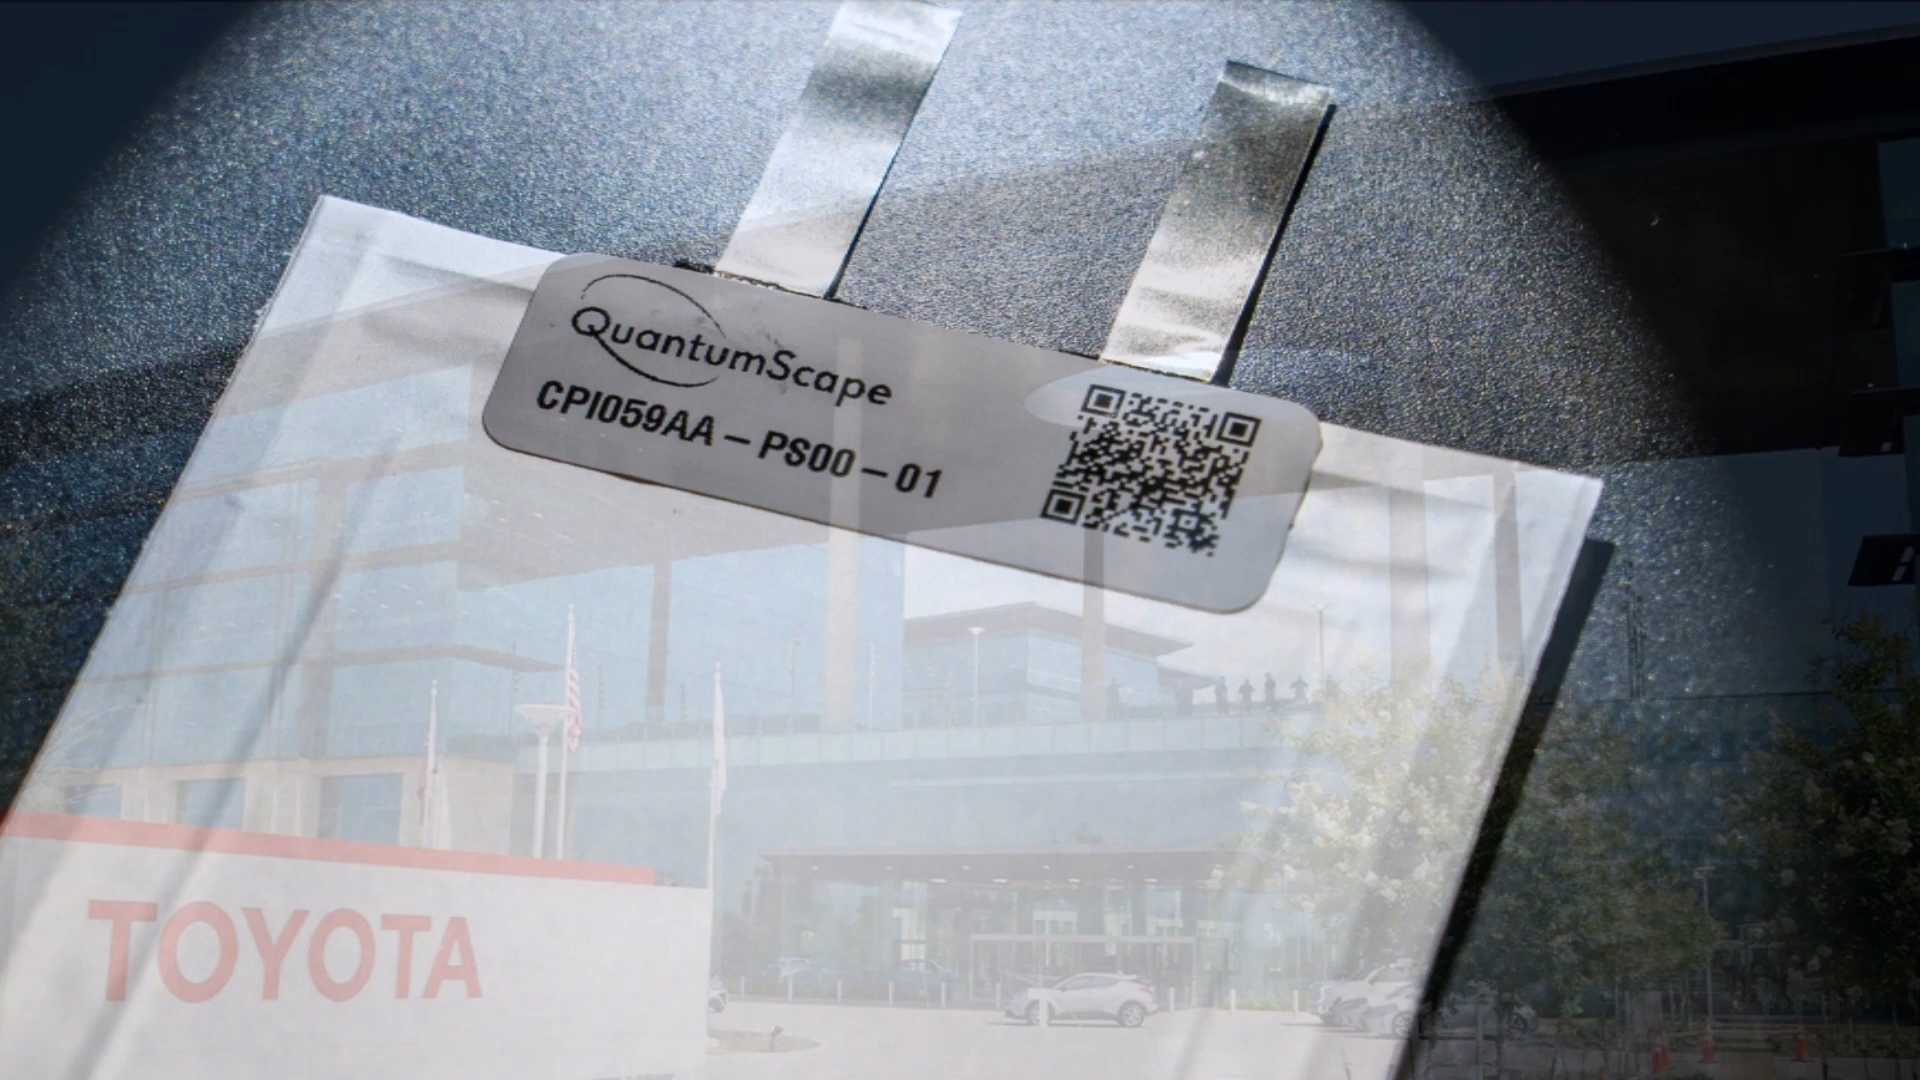 QuantumScape
CPI059AA – PS00 – 01
TOYOTA